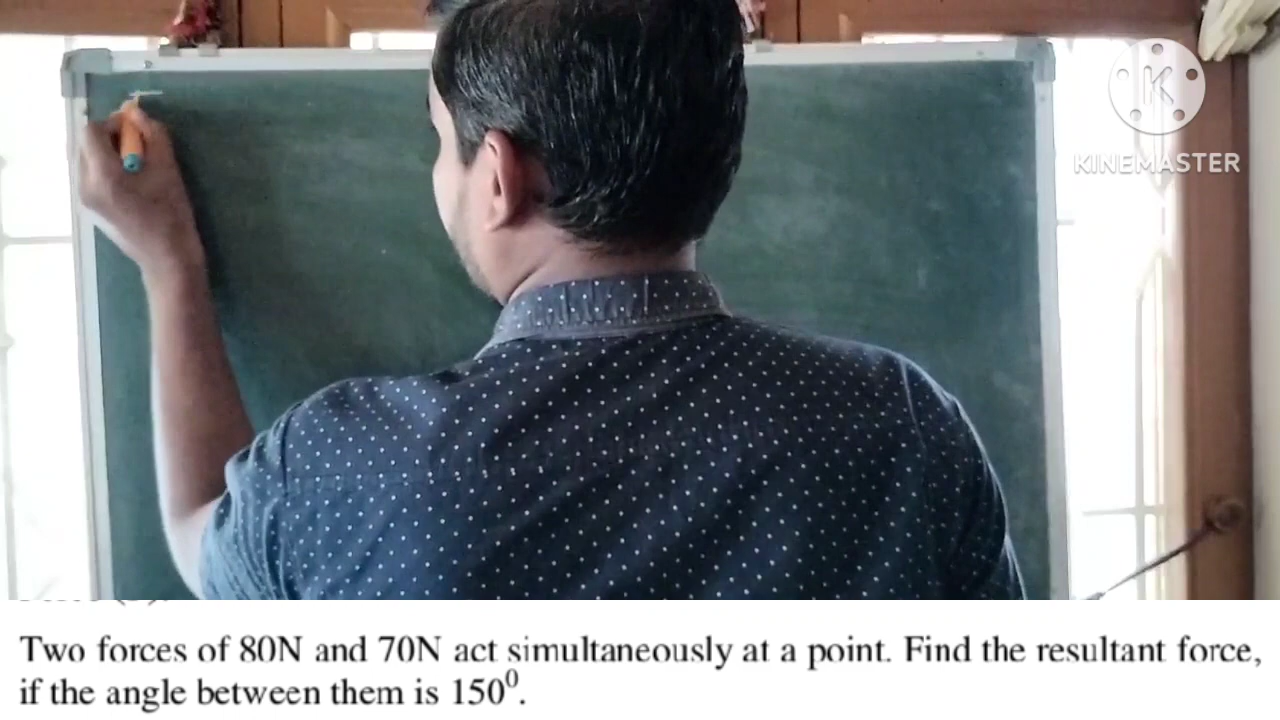 K
KINEMASTER
Two forces of 80N and 70N act simultaneously at a point. Find the resultant force,
if the angle between them is 150⁰.